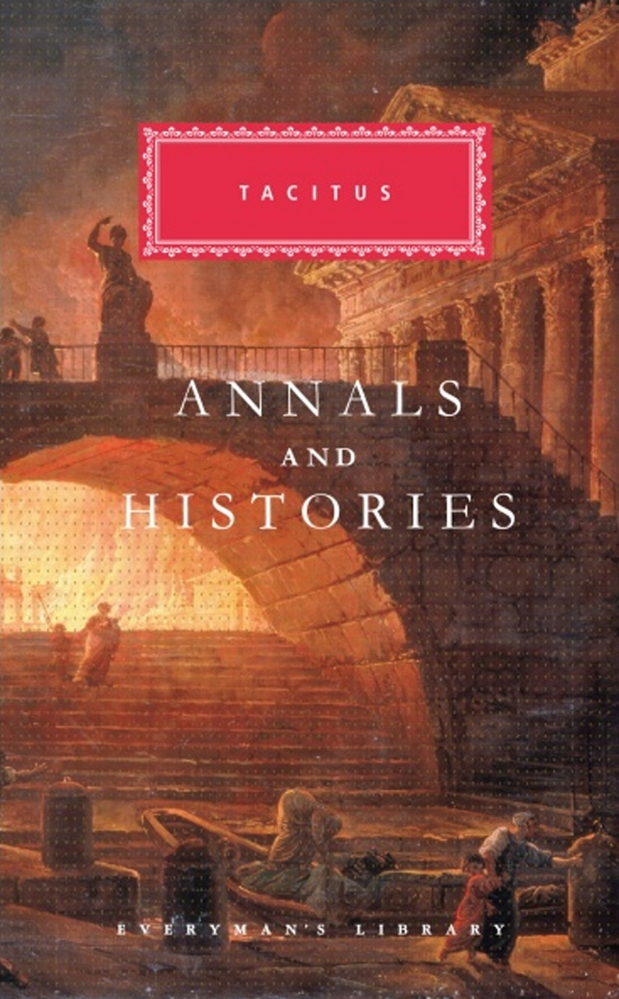 TACITUS
ANNALS
AND
HISTORIES
EVERYMAN'S LIBRARY